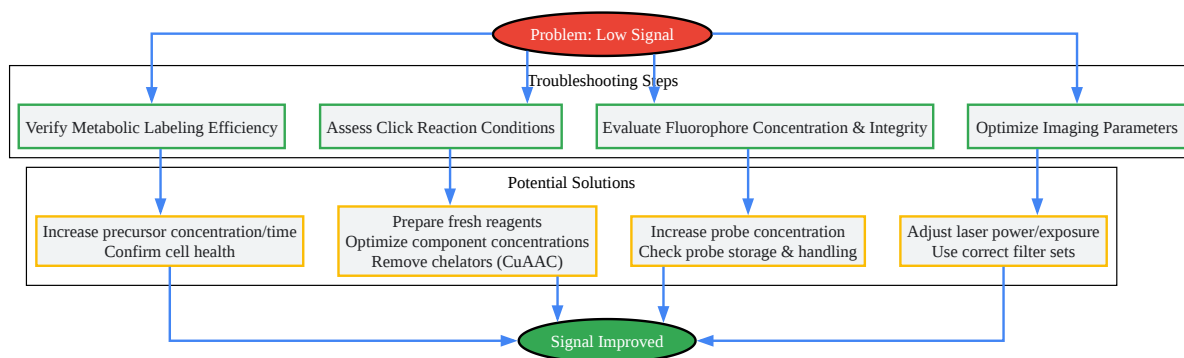 Problem: Low Signal
Troubleshooting Steps
Verify Metabolic Labeling Efficiency
Assess Click Reaction Conditions
Evaluate Fluorophore Concentration & Integrity
Optimize Imaging Parameters
Potential Solutions
Increase precursor concentration/time
Confirm cell health
Prepare fresh reagents
Optimize component concentrations
Remove chelators (CuAAC)
Increase probe concentration
Check probe storage & handling
Adjust laser power/exposure
Use correct filter sets
Signal Improved